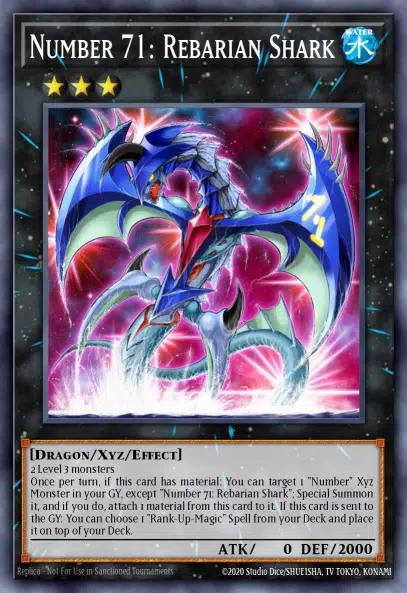 Number 71: Rebarian Shark
WATER
水
71
[Dragon/Xyz/Effect]
2 Level 3 monsters
Once per turn, if this card has material: You can target 1 "Number" Xyz
Monster in your GY, except "Number 71: Rebarian Shark"; Special Summon
it, and if you do, attach 1 material from this card to it. If this card is sent to
the GY: You can choose 1 "Rank-Up-Magic" Spell from your Deck and place
it on top of your Deck.
ATK/ 0 DEF/2000
Replica - Not For Use in Sanctioned Tournaments
©2020 Studio Dice/SHUEISHA, TV TOKYO, KONAMI